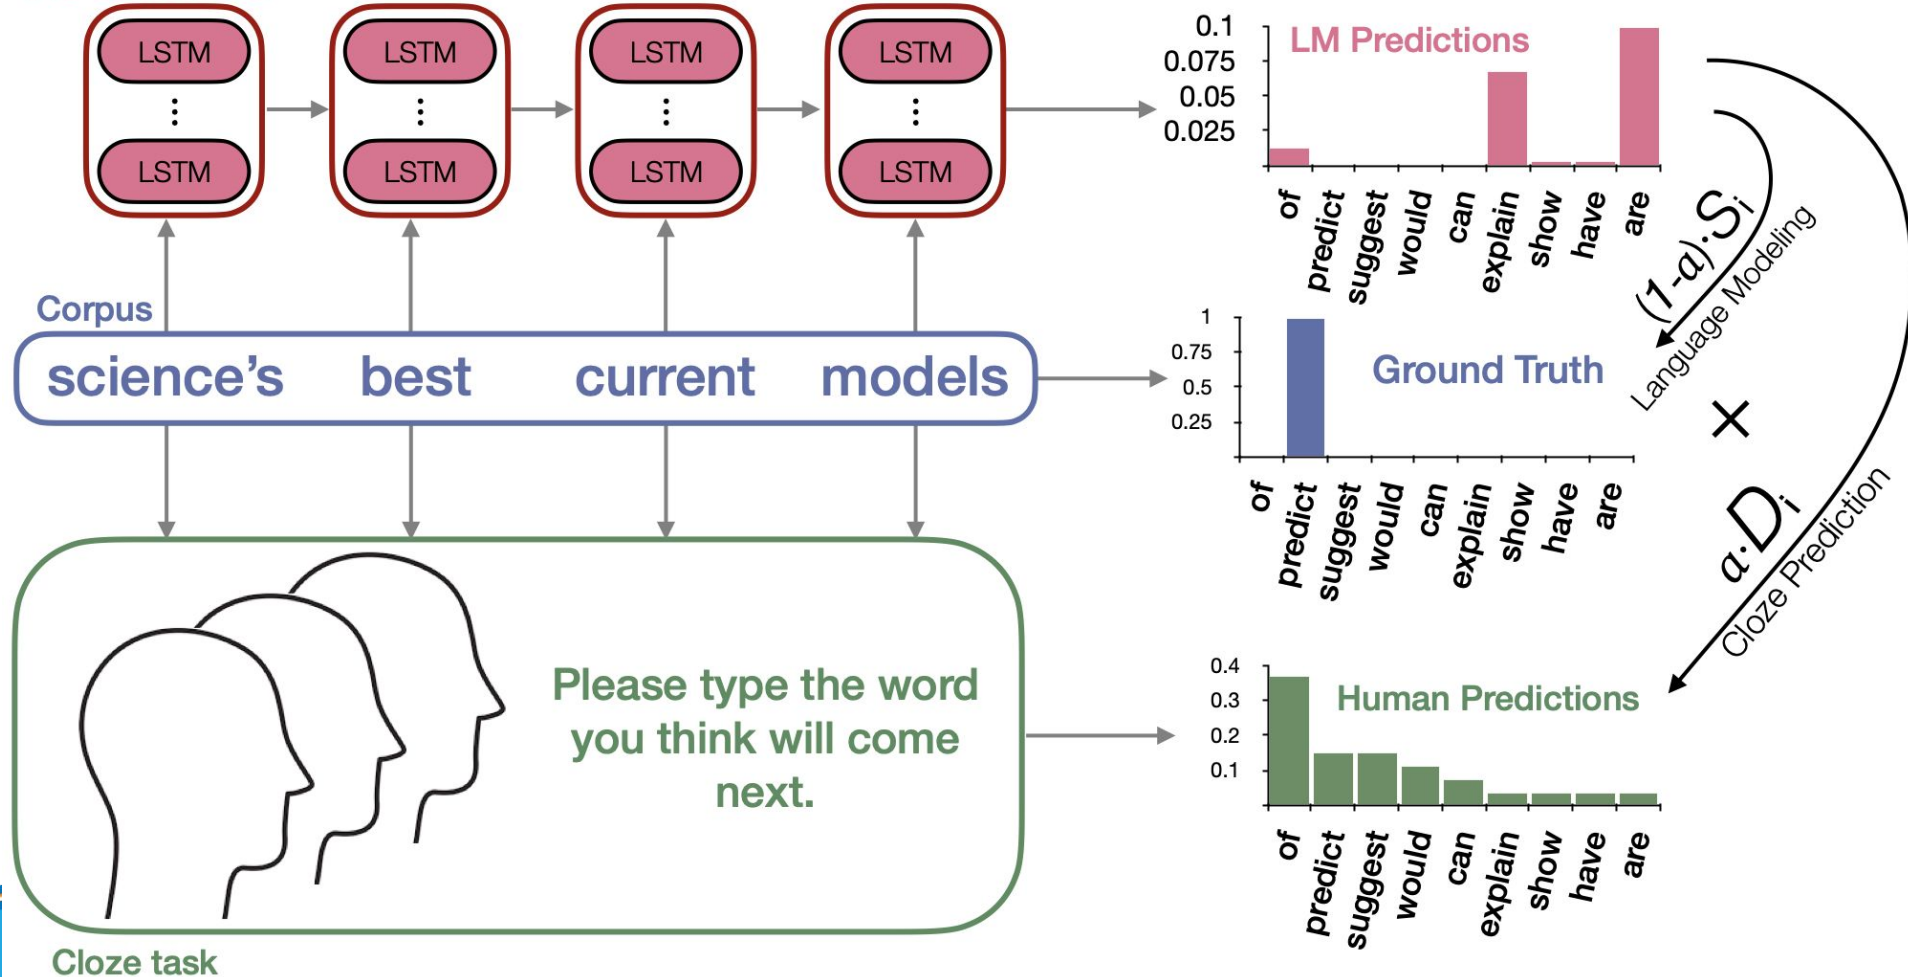 LSTM LSTM LSTM LSTM
⋮ ⋮ ⋮ ⋮
LSTM LSTM LSTM LSTM
Corpus
science’s best current models
Please type the word
you think will come
next.
Cloze task
LM Predictions
0.1
0.075
0.05
0.025
of predict suggest would can explain show have are
Ground Truth
1
0.75
0.5
0.25
of predict suggest would can explain show have are
Human Predictions
0.4
0.3
0.2
0.1
of predict suggest would can explain show have are
(1-α)·Sᵢ
Language Modeling
×
α·Dᵢ
Cloze Prediction